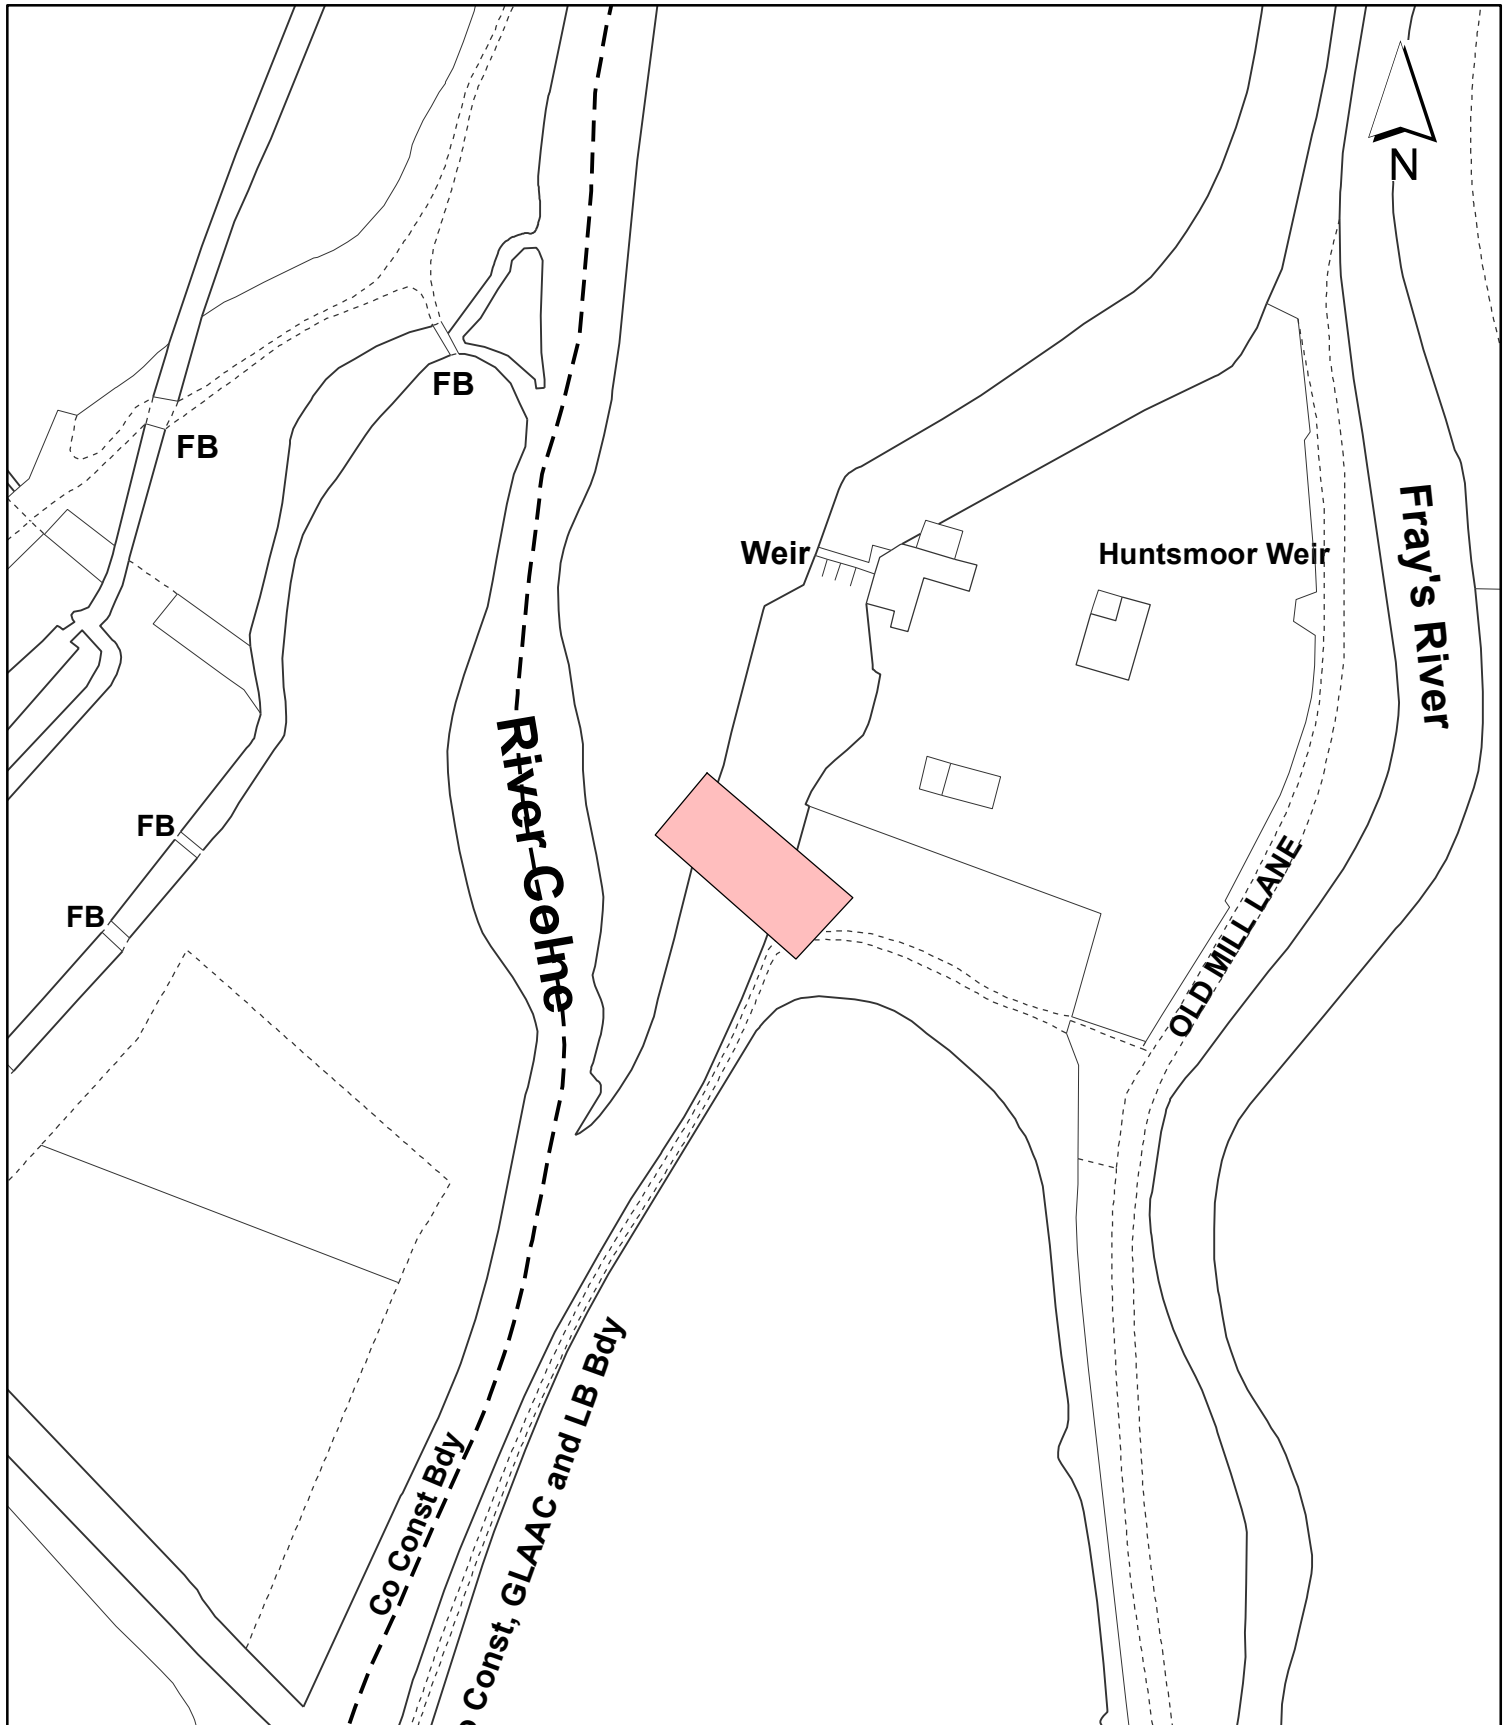 N
FB
FB
Weir
Huntsmoor Weir
Fray's River
River Colne
FB
FB
OLD MILL LANE
Co Const Bdy
Const, GLAAC and LB Bdy